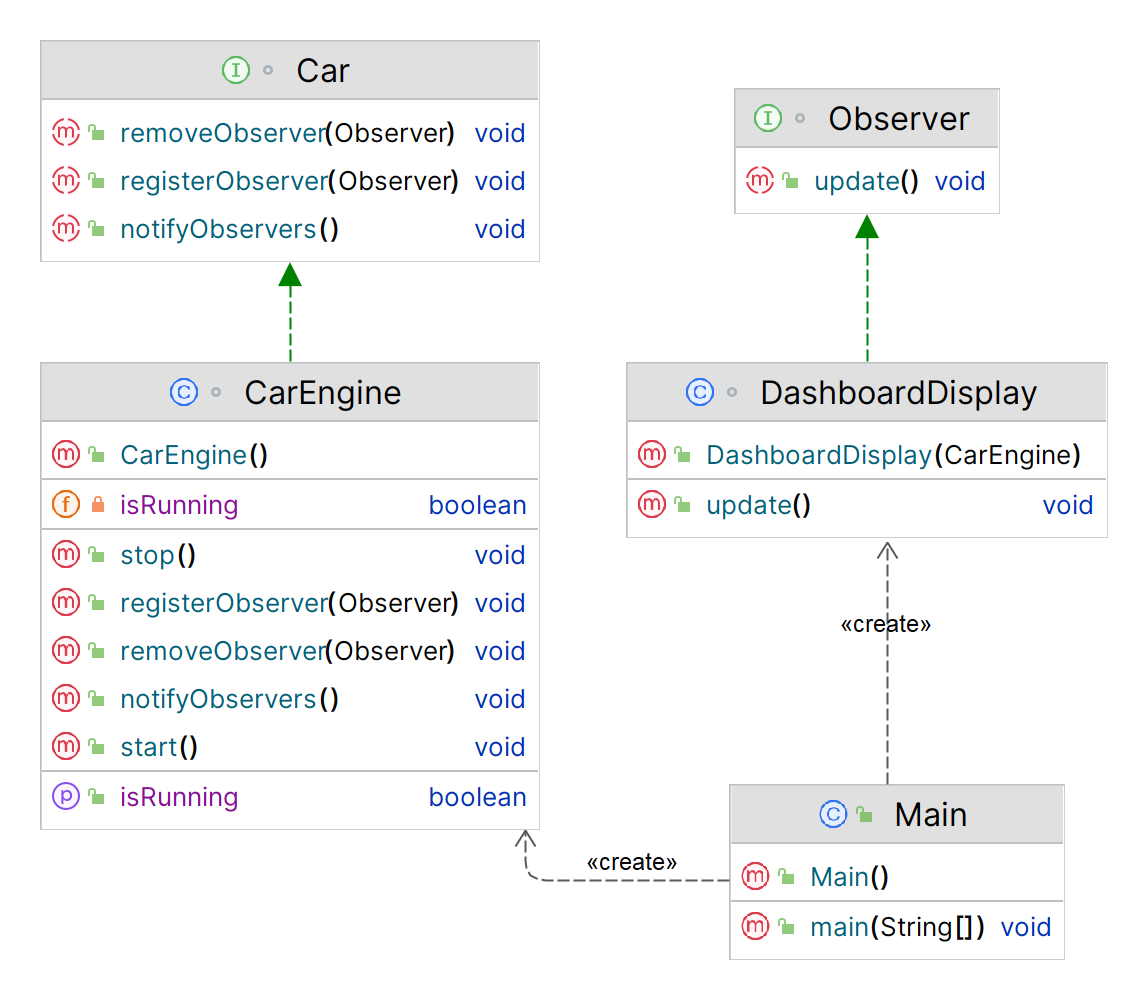 Car
removeObserver(Observer) void
registerObserver(Observer) void
notifyObservers() void
Observer
update() void
CarEngine
CarEngine()
isRunning boolean
stop() void
registerObserver(Observer) void
removeObserver(Observer) void
notifyObservers() void
start() void
isRunning boolean
DashboardDisplay
DashboardDisplay(CarEngine)
update() void
«create»
«create»
Main
Main()
main(String[]) void